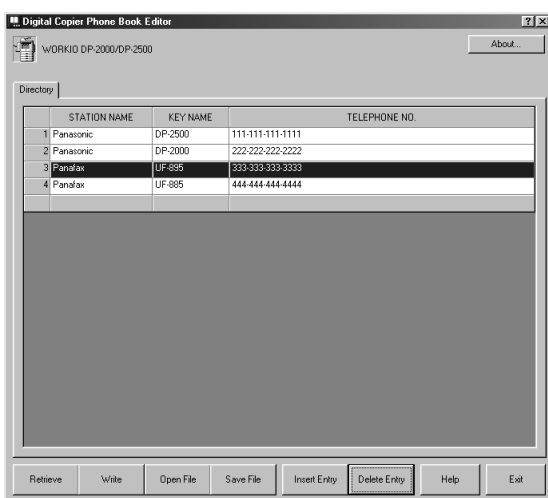 Digital Copier Phone Book Editor
WORKIO DP-2000/DP-2500
About...
Directory
STATION NAME KEY NAME TELEPHONE NO.
1 Panasonic DP-2500 111-111-111-1111
2 Panasonic DP-2000 222-222-222-2222
3 Panafax UF-895 333-333-333-3333
4 Panafax UF-885 444-444-444-4444
Retrieve Write Open File Save File Insert Entry Delete Entry Help Exit